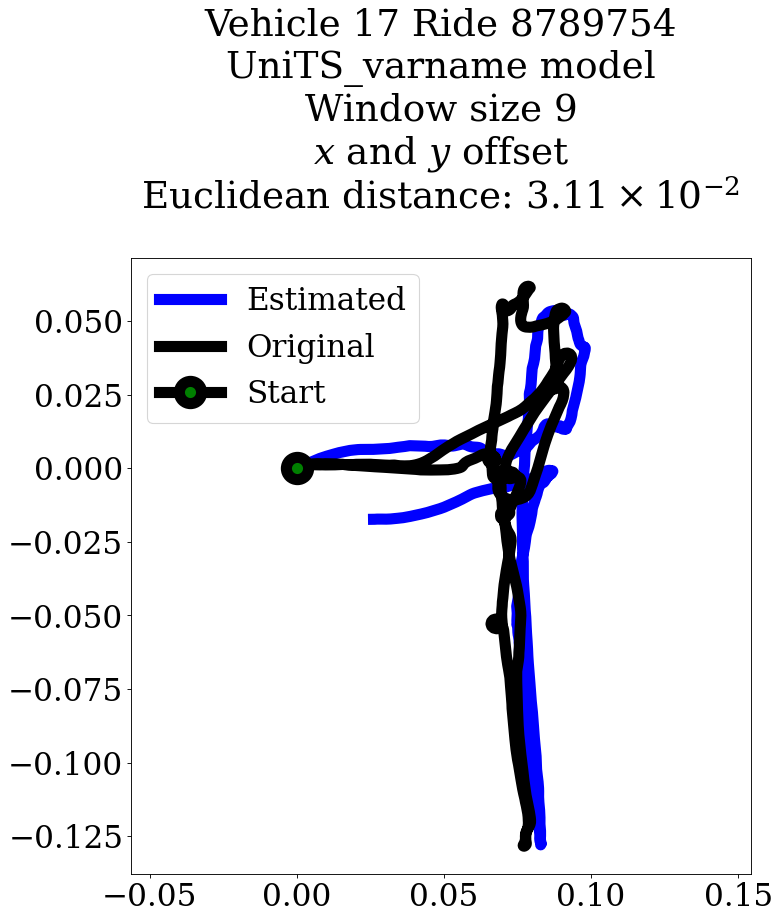 Vehicle 17 Ride 8789754
UniTS_varname model
Window size 9
x and y offset
Euclidean distance: 3.11 × 10⁻²
Estimated
Original
Start
0.050
0.025
0.000
−0.025
−0.050
−0.075
−0.100
−0.125
−0.05
0.00
0.05
0.10
0.15